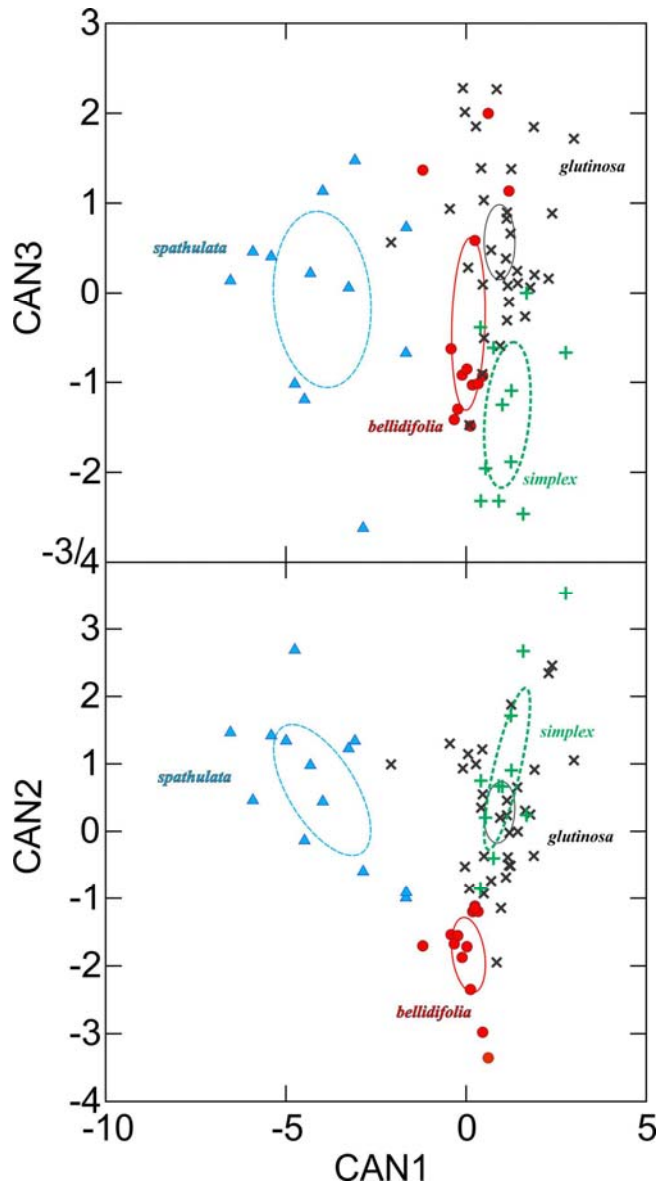 3
2
glutinosa
1
spathulata
CAN3
0
-1
bellidifolia
simplex
-2
-3/
4
3
2
simplex
spathulata
1
CAN2
0
glutinosa
-1
-2
bellidifolia
-3
-4
-10 -5 0 5
CAN1